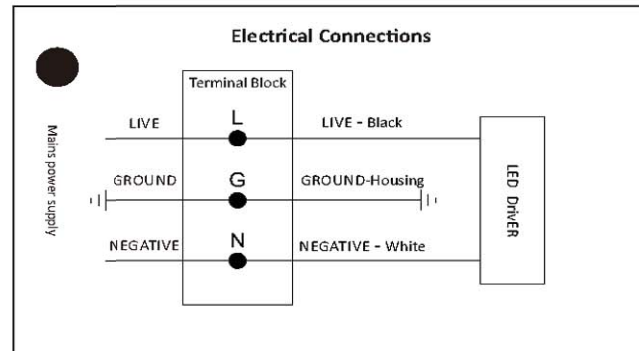 Electrical Connections
Terminal Block
Mains power supply
LIVE
L
LIVE - Black
GROUND
G
GROUND-Housing
NEGATIVE
N
NEGATIVE - White
LED DrivER